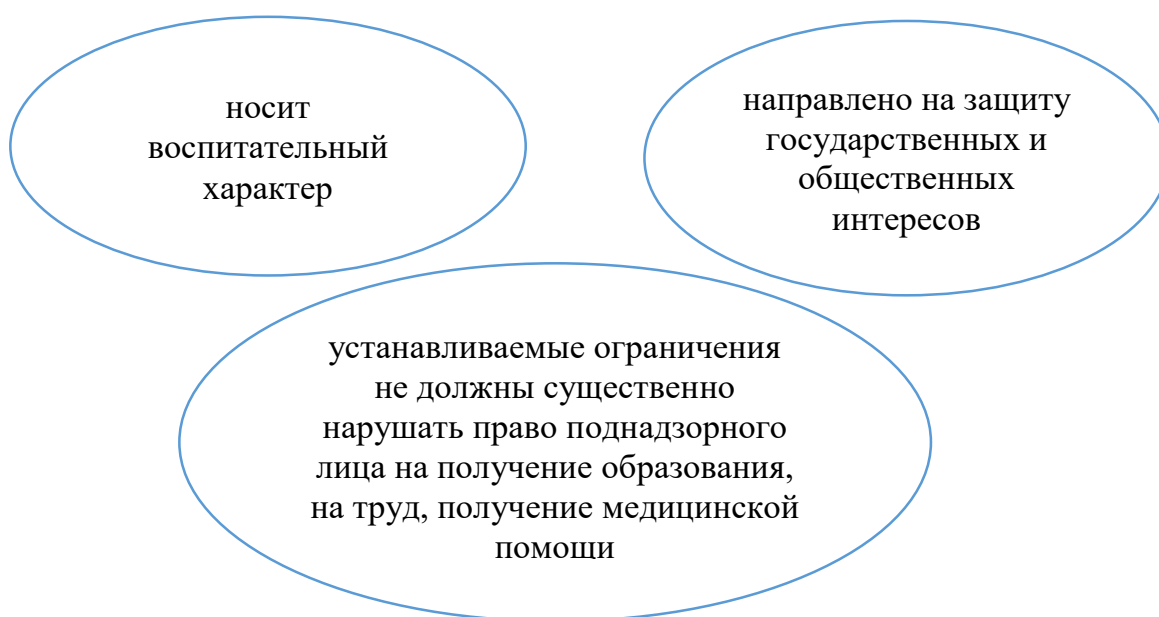 носит
воспитательный
характер
направлено на защиту
государственных и
общественных
интересов
устанавливаемые ограничения
не должны существенно
нарушать право поднадзорного
лица на получение образования,
на труд, получение медицинской
помощи